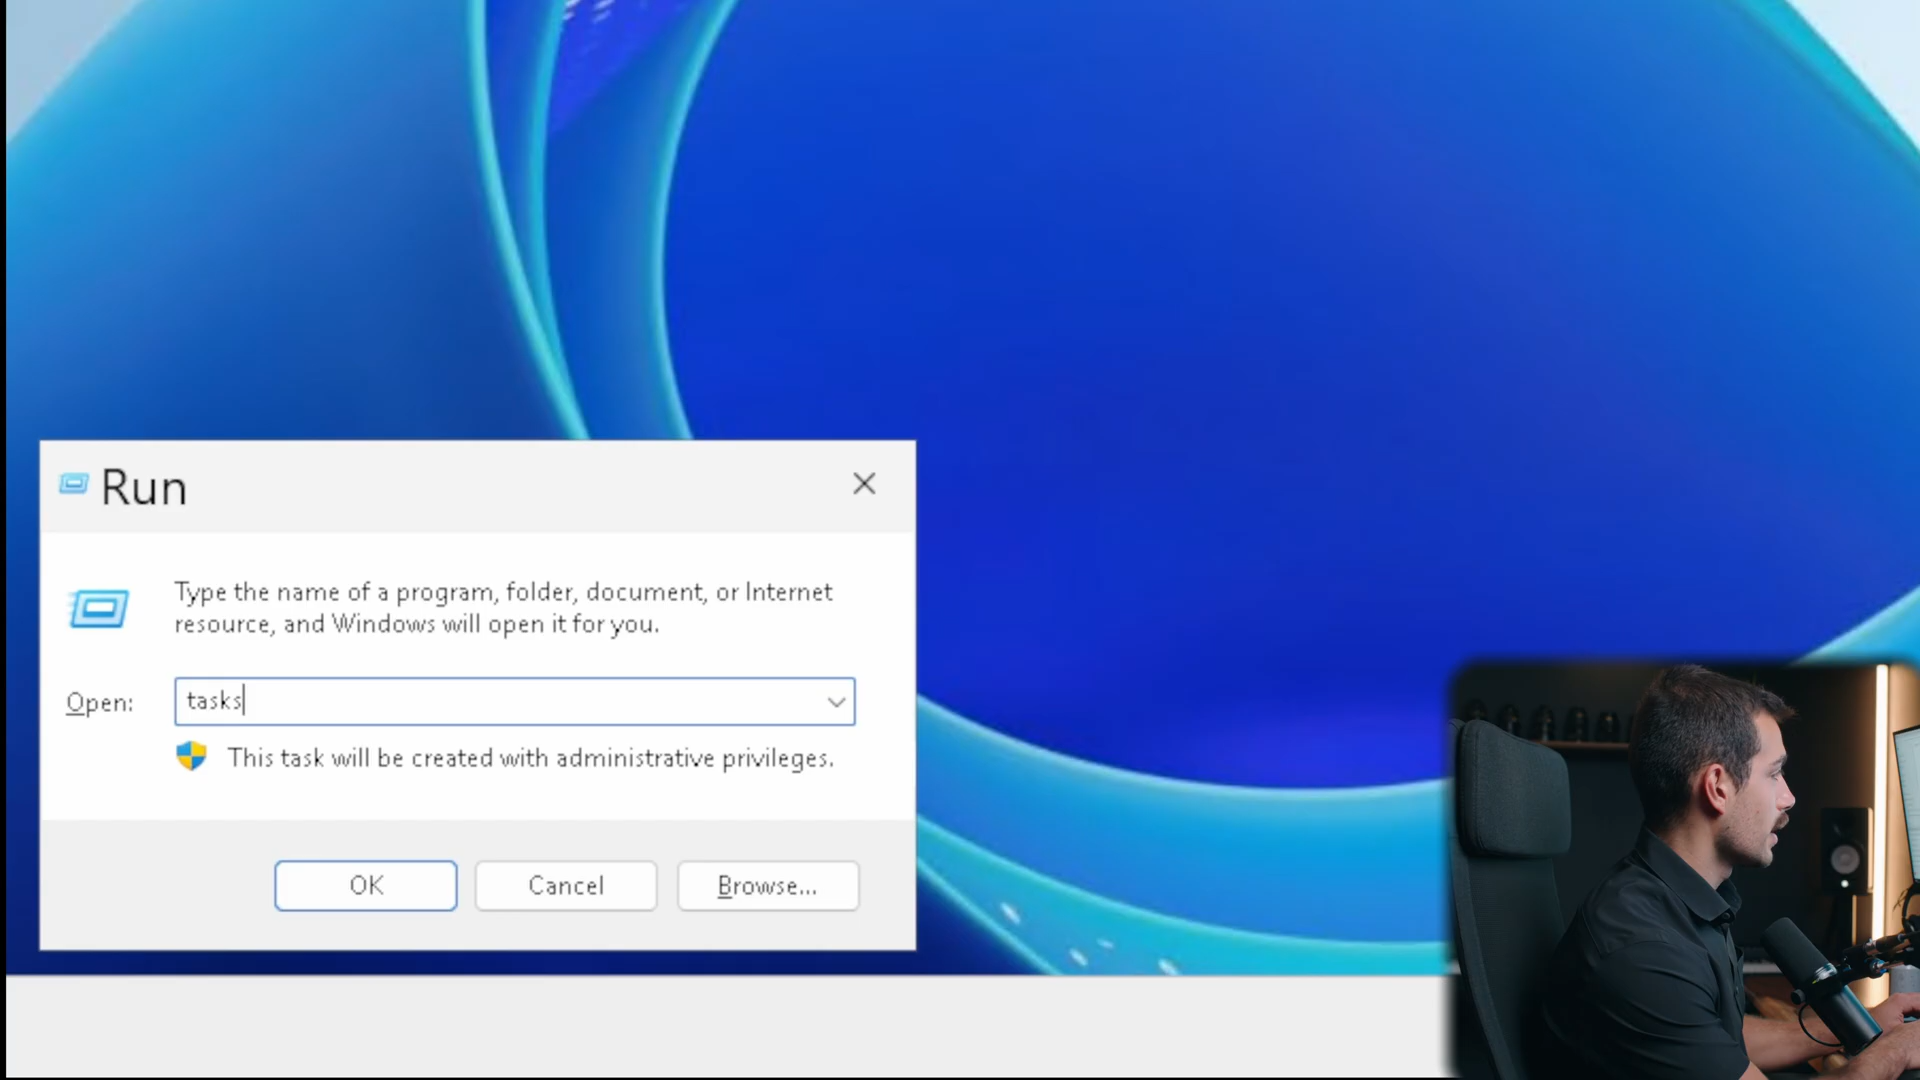 Run
Type the name of a program, folder, document, or Internet
resource, and Windows will open it for you.
Open: tasks
This task will be created with administrative privileges.
OK Cancel Browse...